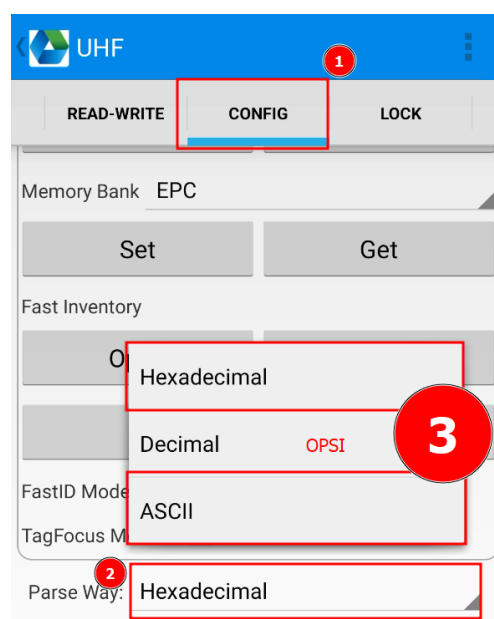 UHF
1
READ-WRITE CONFIG LOCK
Memory Bank EPC
Set Get
Fast Inventory
Hexadecimal
Decimal OPSI 3
FastID Mode
ASCII
TagFocus M
2
Parse Way: Hexadecimal